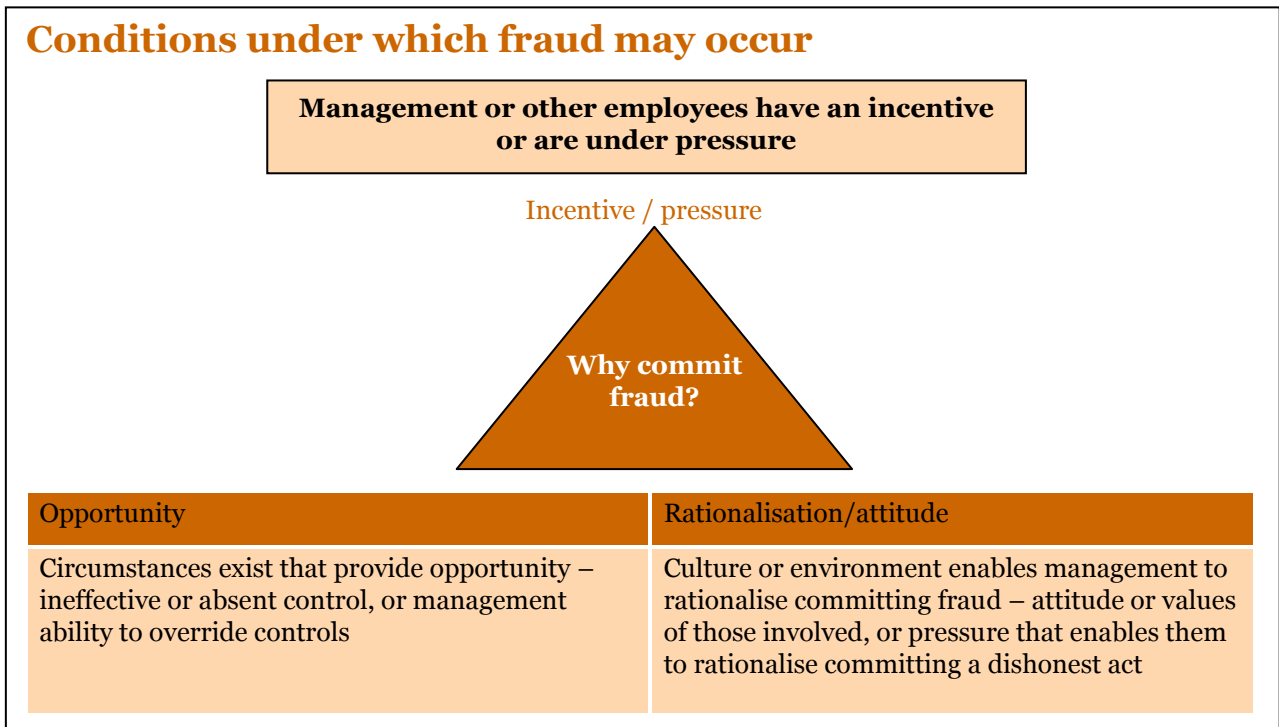 Conditions under which fraud may occur
Management or other employees have an incentive
or are under pressure
Incentive / pressure
Why commit
fraud?
Opportunity
Rationalisation/attitude
Circumstances exist that provide opportunity –
ineffective or absent control, or management
ability to override controls
Culture or environment enables management to
rationalise committing fraud – attitude or values
of those involved, or pressure that enables them
to rationalise committing a dishonest act